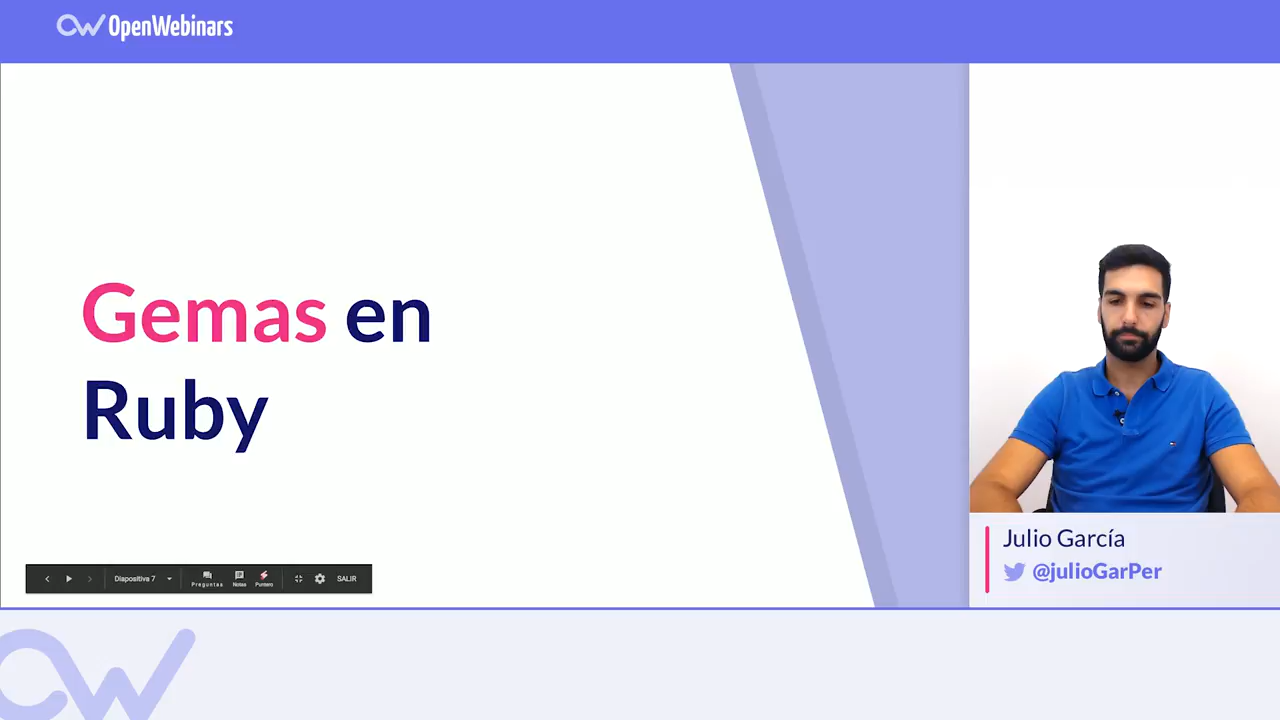 OpenWebinars
Gemas en
Ruby
Diapositiva 7
Preguntas
Notas
Puntero
SALIR
Julio García
@julioGarPer